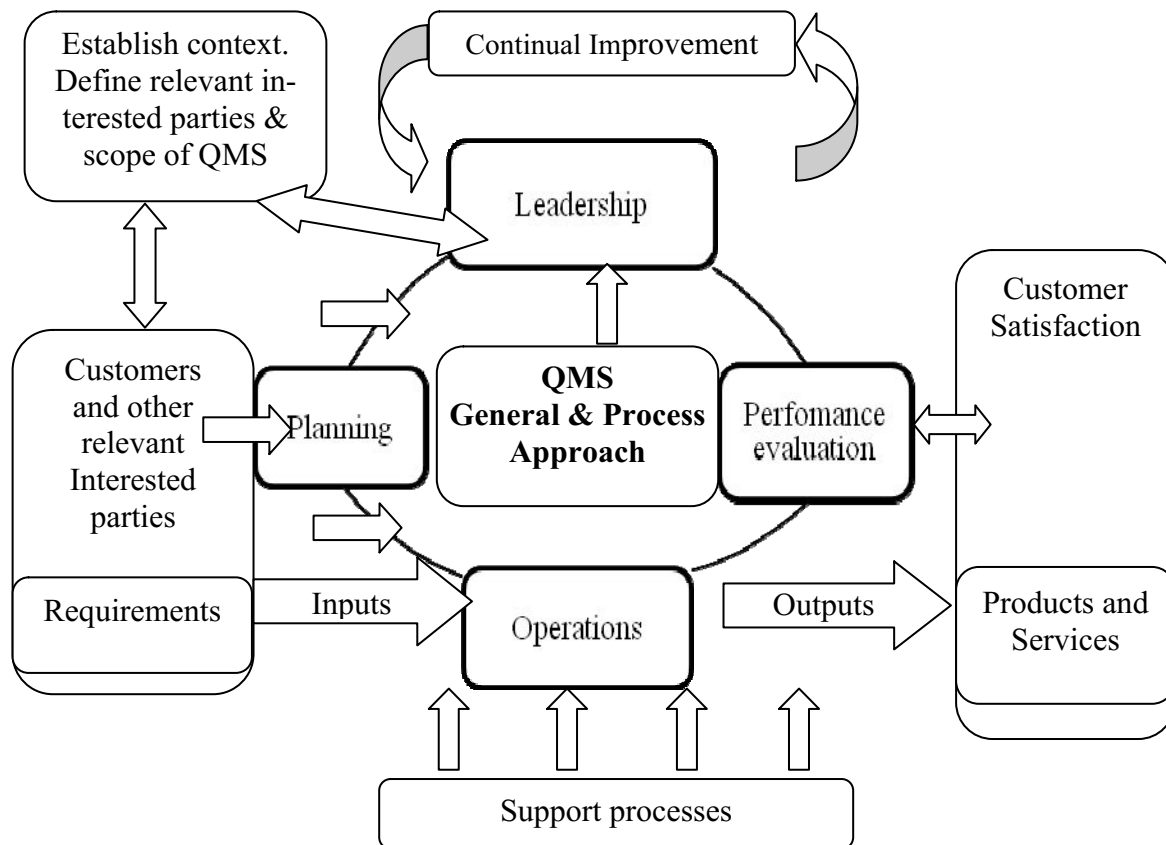 Establish context.
Define relevant in-
terested parties &
scope of QMS
Continual Improvement
Leadership
Customers
and other
relevant
Interested
parties
Planning
QMS
General & Process
Approach
Perfomance
evaluation
Customer
Satisfaction
Requirements
Inputs
Operations
Outputs
Products and
Services
Support processes